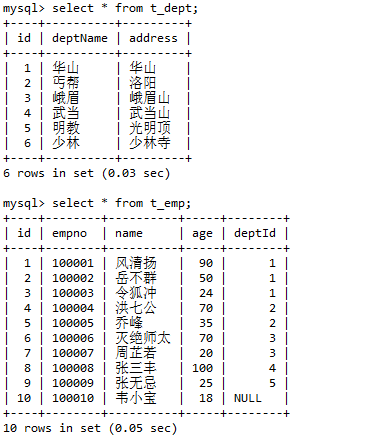 mysql> select * from t_dept;
+----+----------+---------+
| id | deptName | address |
+----+----------+---------+
| 1 | 华山 | 华山 |
| 2 | 丐帮 | 洛阳 |
| 3 | 峨眉 | 峨眉山 |
| 4 | 武当 | 武当山 |
| 5 | 明教 | 光明顶 |
| 6 | 少林 | 少林寺 |
+----+----------+---------+
6 rows in set (0.03 sec)
mysql> select * from t_emp;
+----+--------+----------+-----+--------+
| id | empno | name | age | deptId |
+----+--------+----------+-----+--------+
| 1 | 100001 | 风清扬 | 90 | 1 |
| 2 | 100002 | 岳不群 | 50 | 1 |
| 3 | 100003 | 令狐冲 | 24 | 1 |
| 4 | 100004 | 洪七公 | 70 | 2 |
| 5 | 100005 | 乔峰 | 35 | 2 |
| 6 | 100006 | 灭绝师太 | 70 | 3 |
| 7 | 100007 | 周芷若 | 20 | 3 |
| 8 | 100008 | 张三丰 | 100 | 4 |
| 9 | 100009 | 张无忌 | 25 | 5 |
| 10 | 100010 | 韦小宝 | 18 | NULL |
+----+--------+----------+-----+--------+
10 rows in set (0.05 sec)